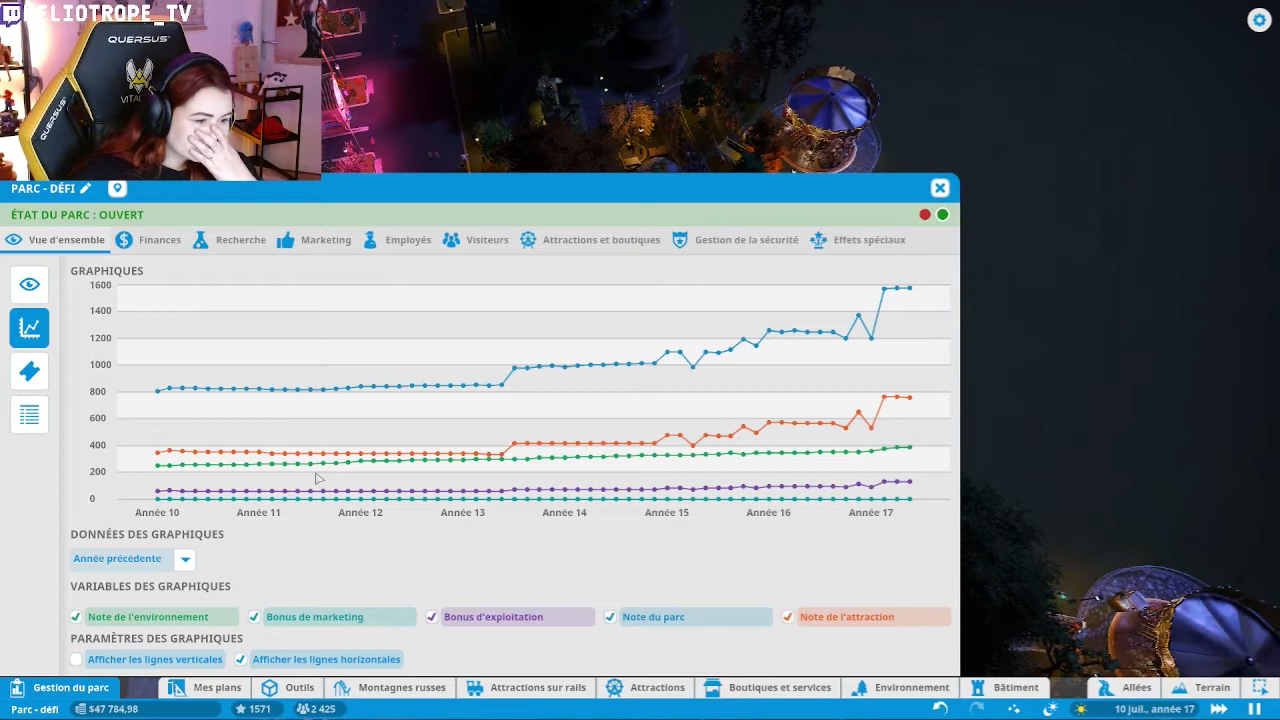 HELIOTROPE_TV
QUERSUS
QUERSUS
PARC - DÉFI
ÉTAT DU PARC : OUVERT
Vue d'ensemble
Finances
Recherche
Marketing
Employés
Visiteurs
Attractions et boutiques
Gestion de la sécurité
Effets spéciaux
GRAPHIQUES
1600
1400
1200
1000
800
600
400
200
0
Année 10
Année 11
Année 12
Année 13
Année 14
Année 15
Année 16
Année 17
DONNÉES DES GRAPHIQUES
Année précédente
VARIABLES DES GRAPHIQUES
Note de l'environnement
Bonus de marketing
Bonus d'exploitation
Note du parc
Note de l'attraction
PARAMÈTRES DES GRAPHIQUES
Afficher les lignes verticales
Afficher les lignes horizontales
Gestion du parc
Mes plans
Outils
Montagnes russes
Attractions sur rails
Attractions
Boutiques et services
Environnement
Bâtiment
Allées
Terrain
Parc - défi
$47 784,98
1571
2 425
10 juil., année 17